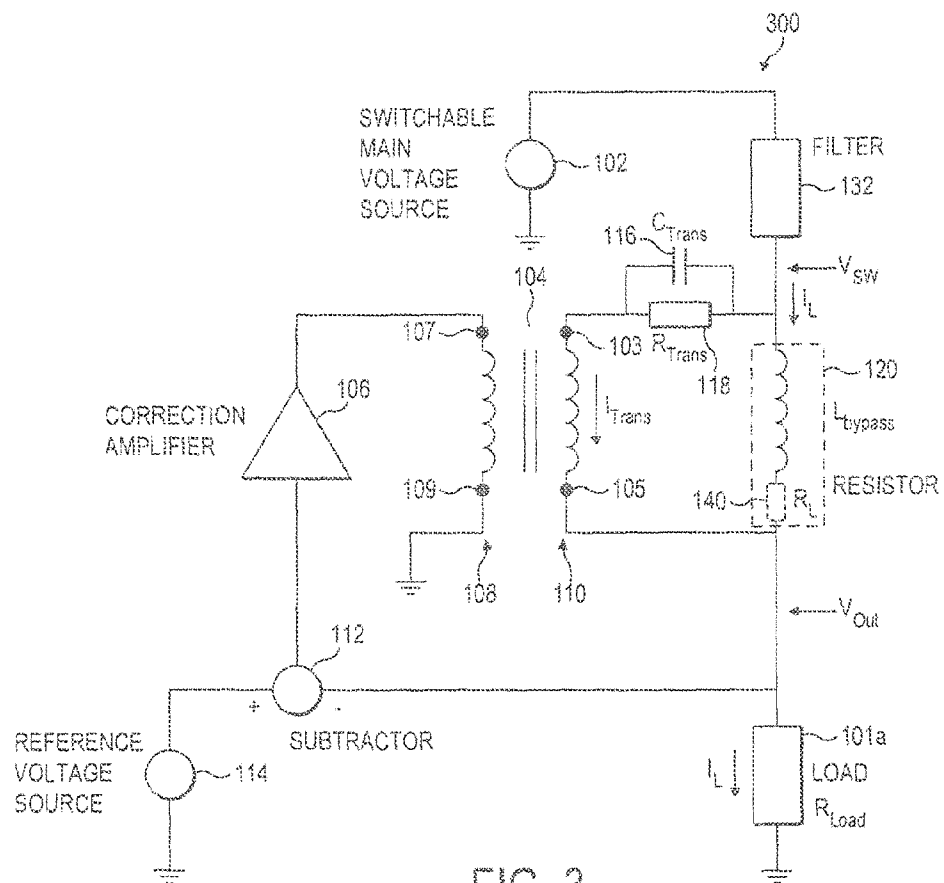 300
SWITCHABLE
MAIN
VOLTAGE
SOURCE
102
FILTER
132
116
C_Trans
V_SW
I_L
104
107
103
R_Trans
118
120
CORRECTION
AMPLIFIER
106
I_Trans
L_bypass
109
105
140
R_L
RESISTOR
108
110
V_Out
112
+
-
SUBTRACTOR
REFERENCE
VOLTAGE
SOURCE
114
101a
I_L
LOAD
R_Load